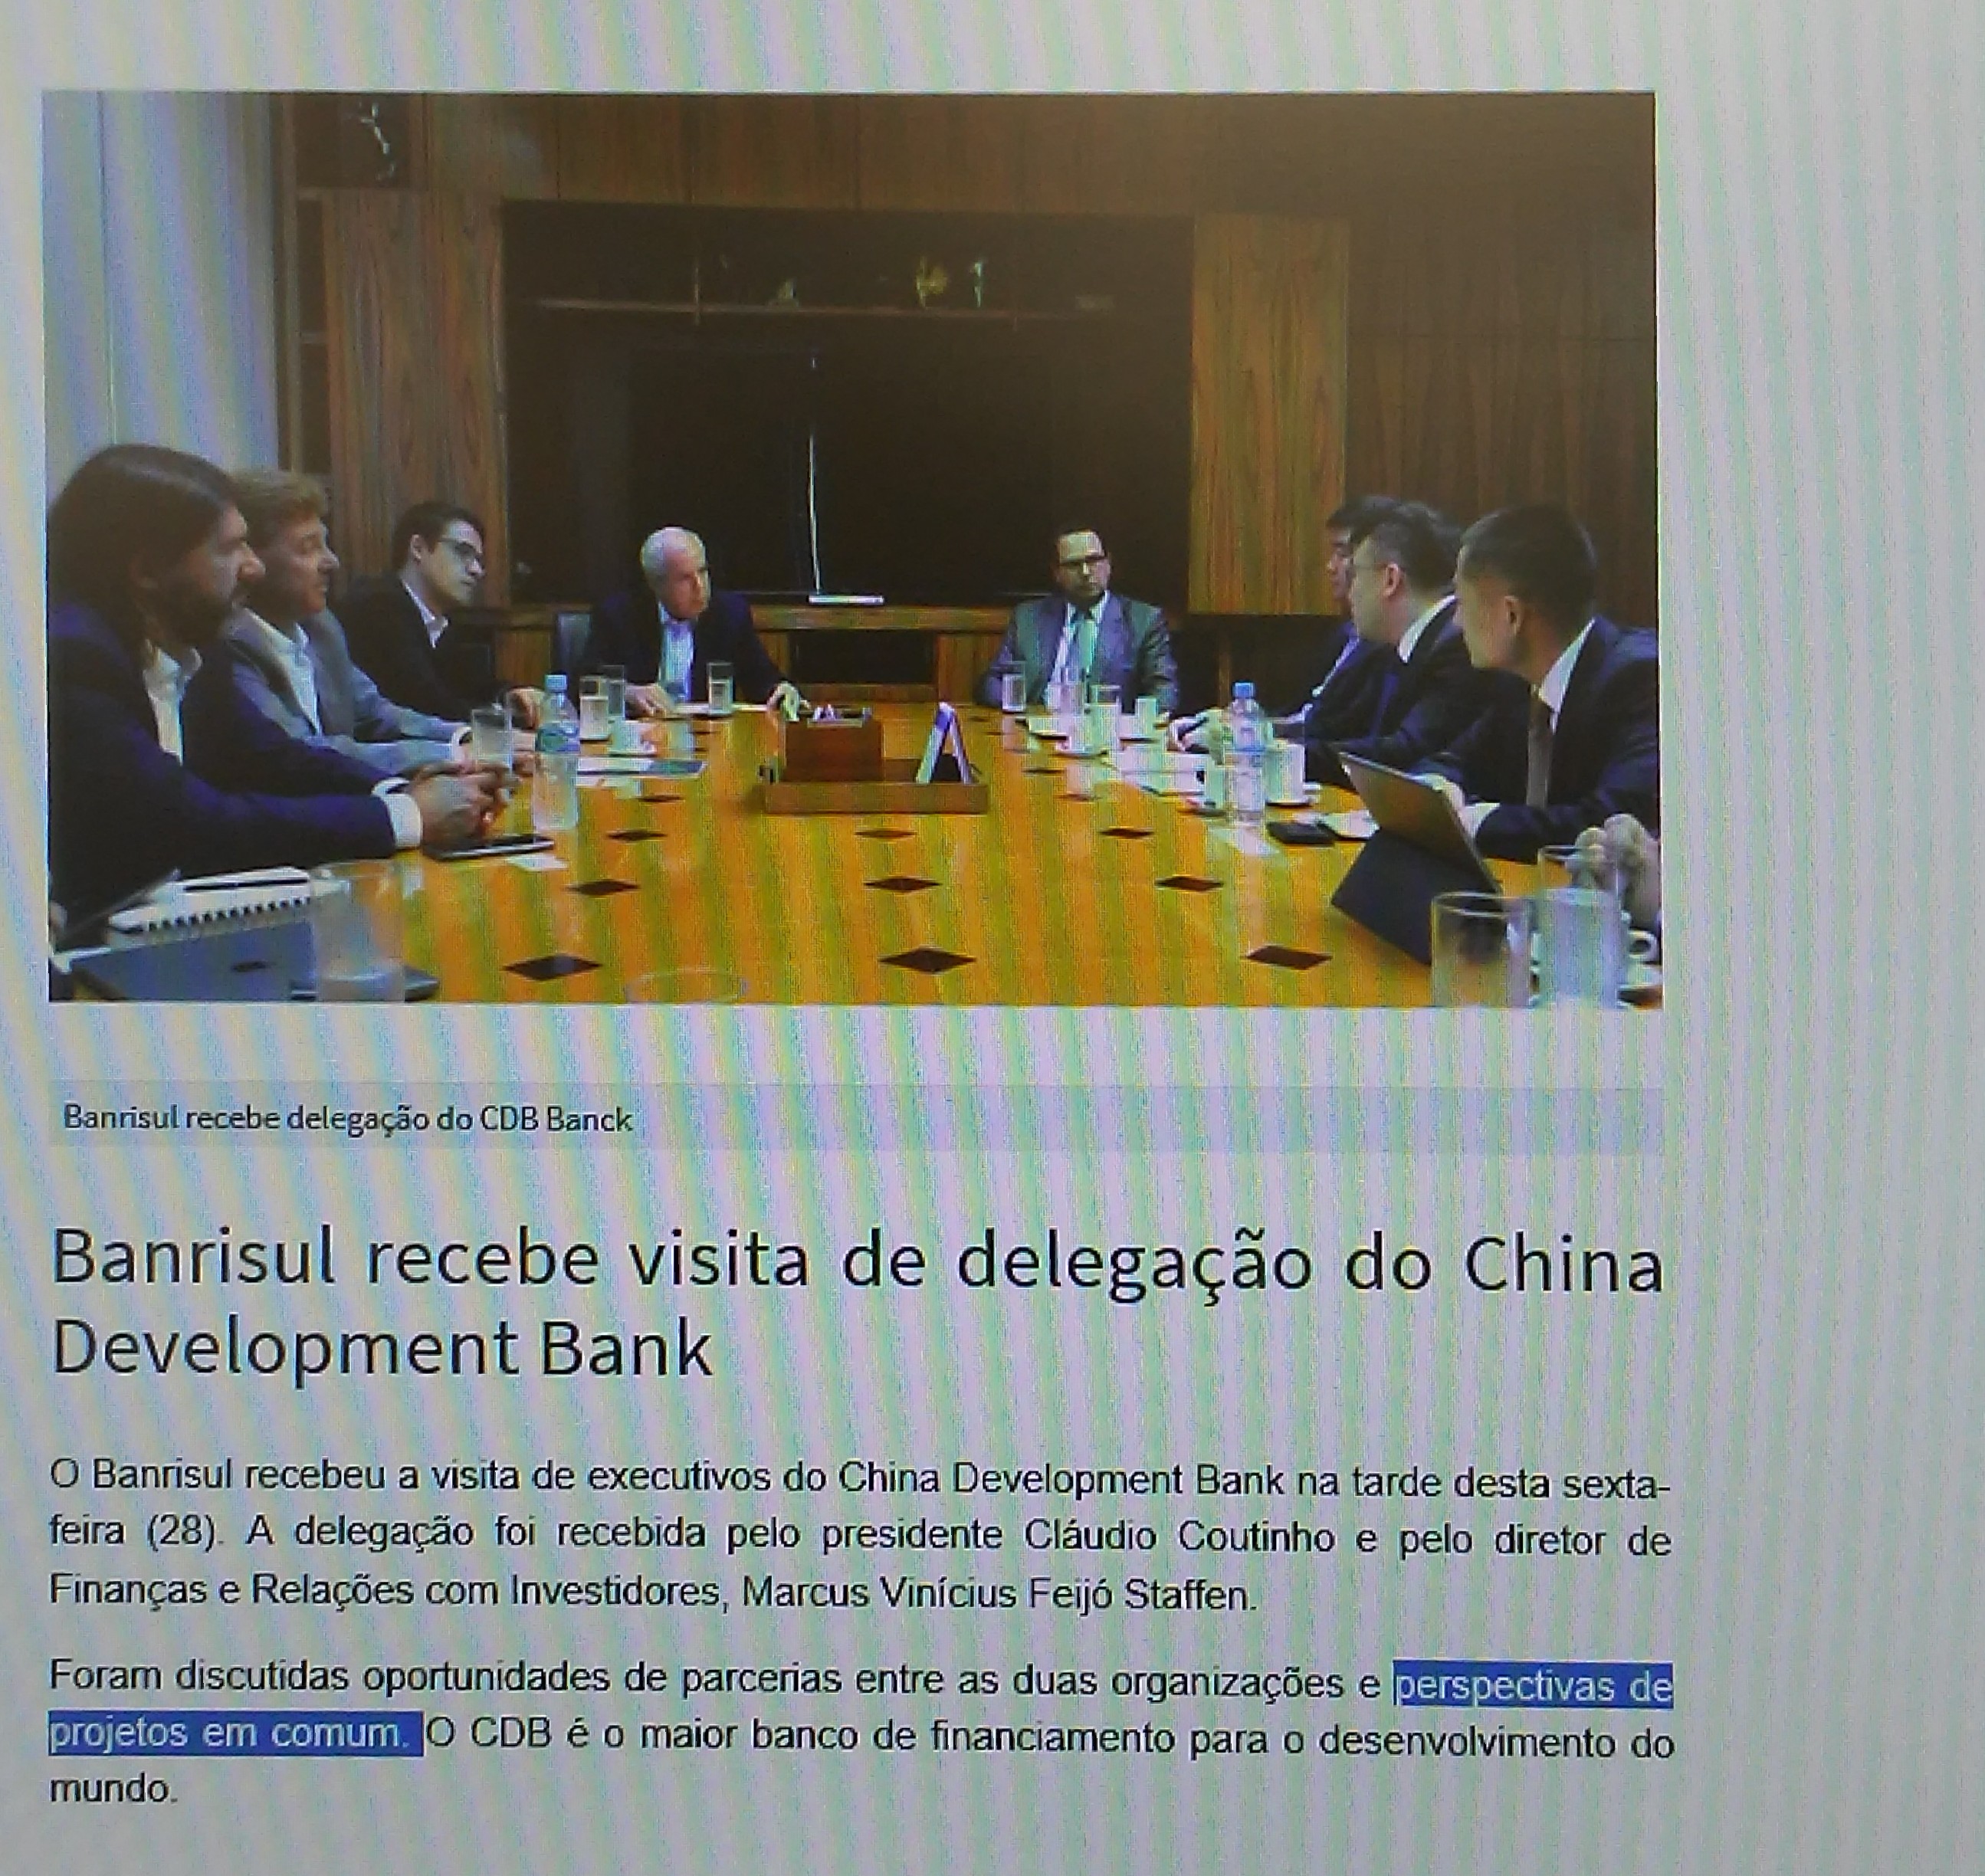 Banrisul recebe delegação do CDB Banck
Banrisul recebe visita de delegação do China
Development Bank
O Banrisul recebeu a visita de executivos do China Development Bank na tarde desta sexta-
feira (28). A delegação foi recebida pelo presidente Cláudio Coutinho e pelo diretor de
Finanças e Relações com Investidores, Marcus Vinícius Feijó Staffen.
Foram discutidas oportunidades de parcerias entre as duas organizações e perspectivas de
projetos em comum. O CDB é o maior banco de financiamento para o desenvolvimento do
mundo.